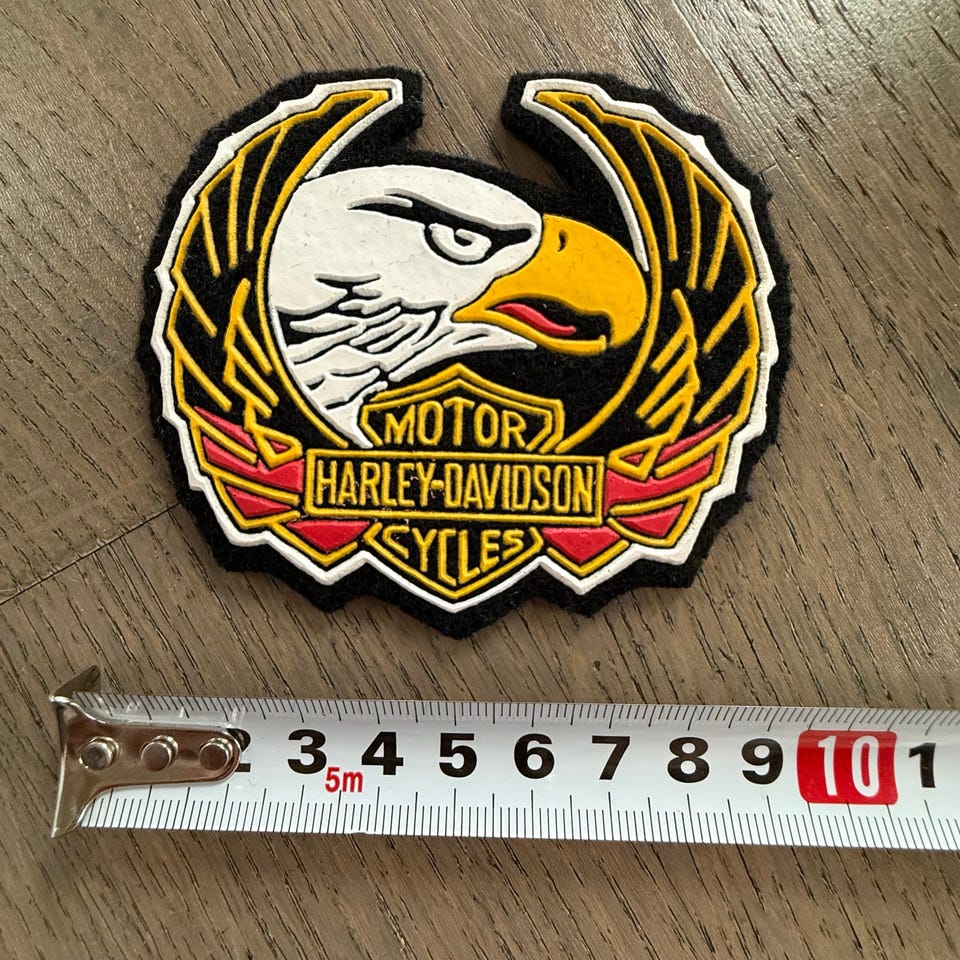 MOTOR
HARLEY-DAVIDSON
CYCLES
2 3 4 5 6 7 8 9 10 1
5m